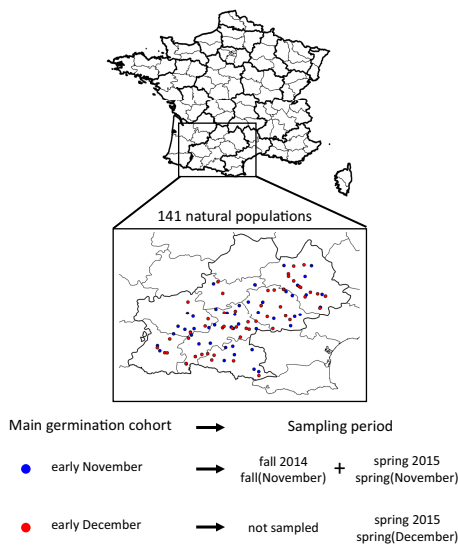 141 natural populations
Main germination cohort → Sampling period
early November → fall 2014 + spring 2015
fall(November) spring(November)
early December → not sampled spring 2015
spring(December)